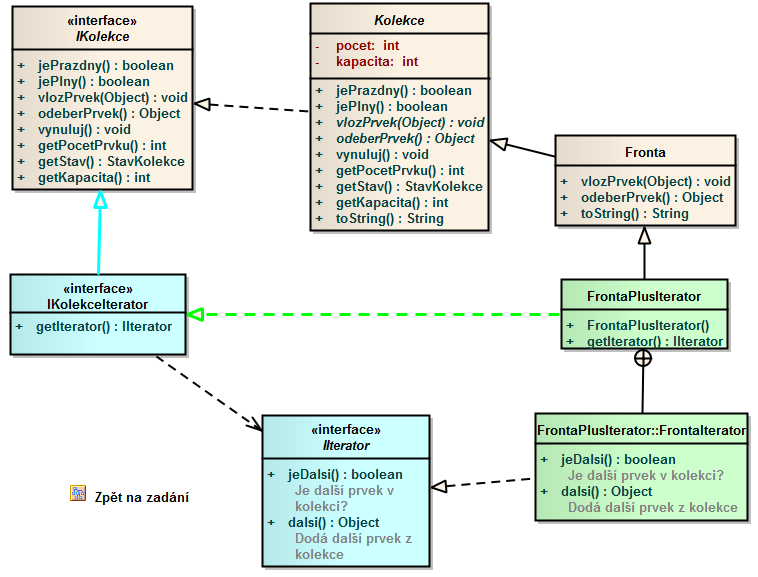 «interface»
IKolekce
+ jePrazdny() : boolean
+ jePlny() : boolean
+ vlozPrvek(Object) : void
+ odeberPrvek() : Object
+ vynuluj() : void
+ getPocetPrvku() : int
+ getStav() : StavKolekce
+ getKapacita() : int
Kolekce
- pocet: int
- kapacita: int
+ jePrazdny() : boolean
+ jePlny() : boolean
+ vlozPrvek(Object) : void
+ odeberPrvek() : Object
+ vynuluj() : void
+ getPocetPrvku() : int
+ getStav() : StavKolekce
+ getKapacita() : int
+ toString() : String
Fronta
+ vlozPrvek(Object) : void
+ odeberPrvek() : Object
+ toString() : String
«interface»
IKolekceIterator
+ getIterator() : IIterator
FrontaPlusIterator
+ FrontaPlusIterator()
+ getIterator() : IIterator
«interface»
IIterator
+ jeDalsi() : boolean
Je další prvek v
kolekci?
+ dalsi() : Object
Dodá další prvek z
kolekce
FrontaPlusIterator::FrontaIterator
+ jeDalsi() : boolean
Je další prvek v kolekci?
+ dalsi() : Object
Dodá další prvek z kolekce
Zpět na zadání